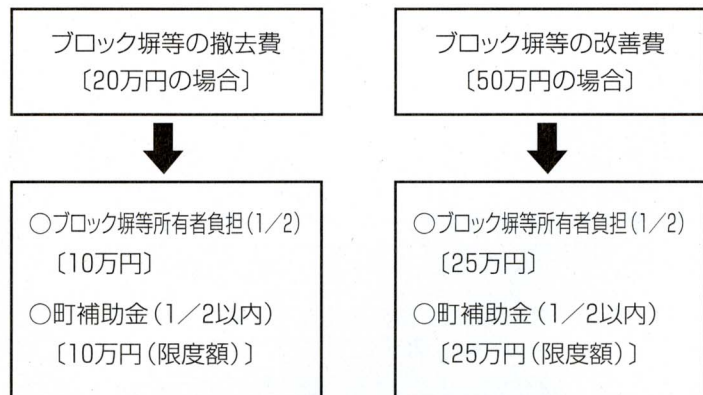 ブロック塀等の撤去費
〔20万円の場合〕
○ブロック塀等所有者負担(1/2)
〔10万円〕
○町補助金(1/2以内)
〔10万円(限度額)〕
ブロック塀等の改善費
〔50万円の場合〕
○ブロック塀等所有者負担(1/2)
〔25万円〕
○町補助金(1/2以内)
〔25万円(限度額)〕